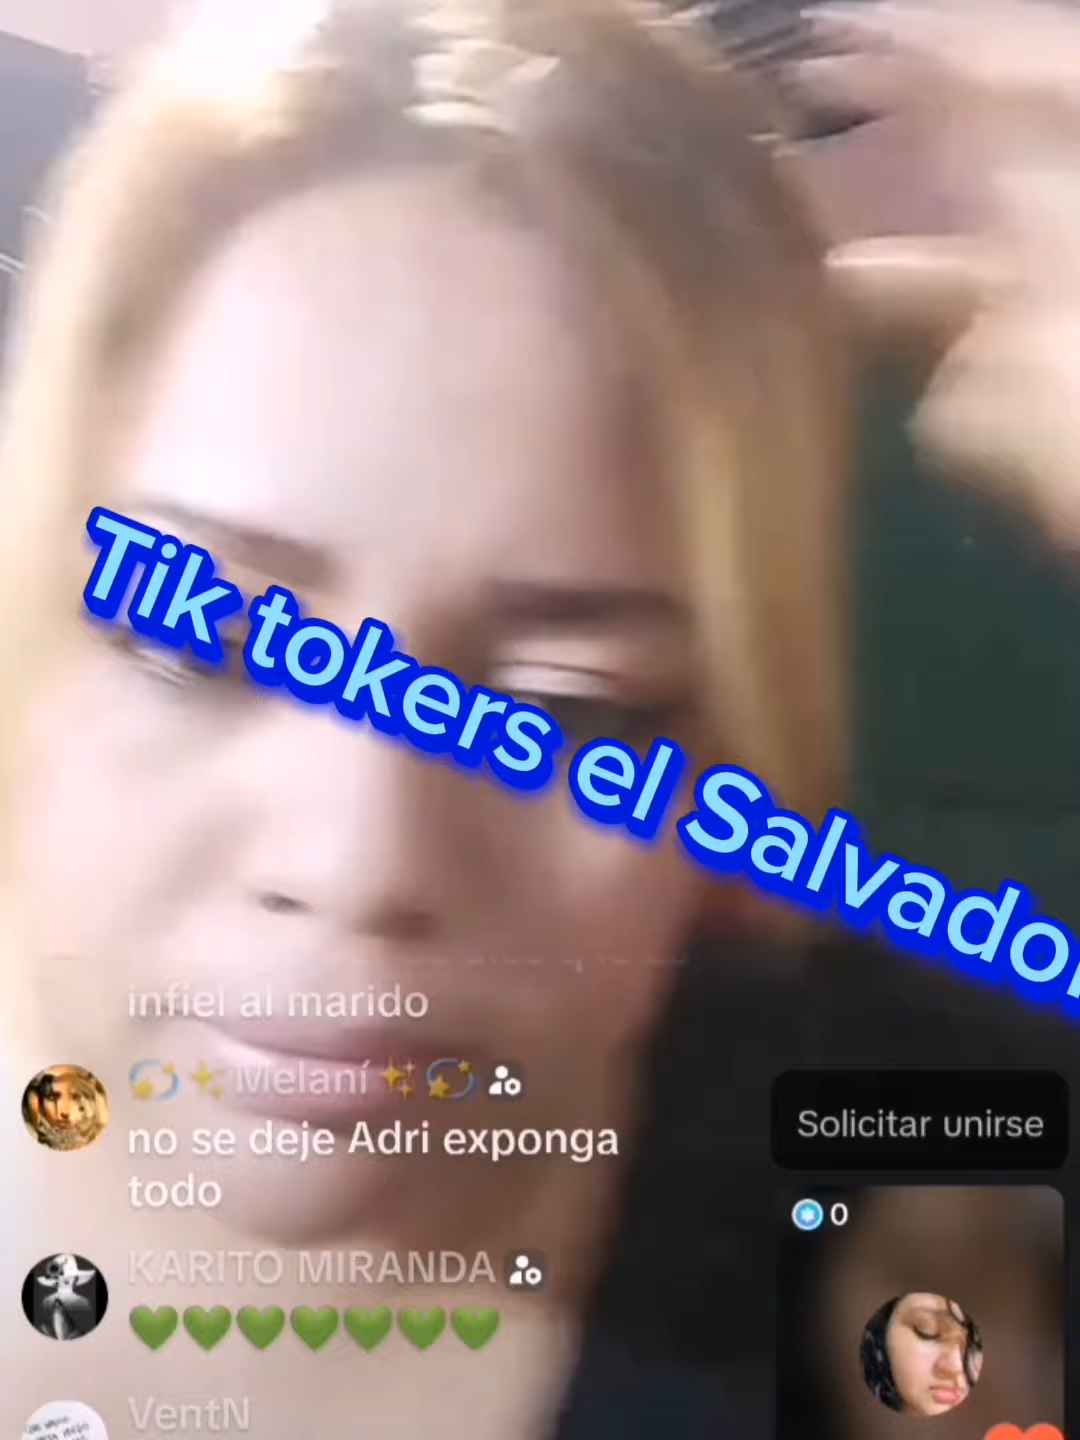 Tik tokers el Salvador
infiel al marido
💫✨Melaní✨💫
no se deje Adri exponga
todo
Solicitar unirse
0
KARITO MIRANDA
💚💚💚💚💚💚💚
VentN